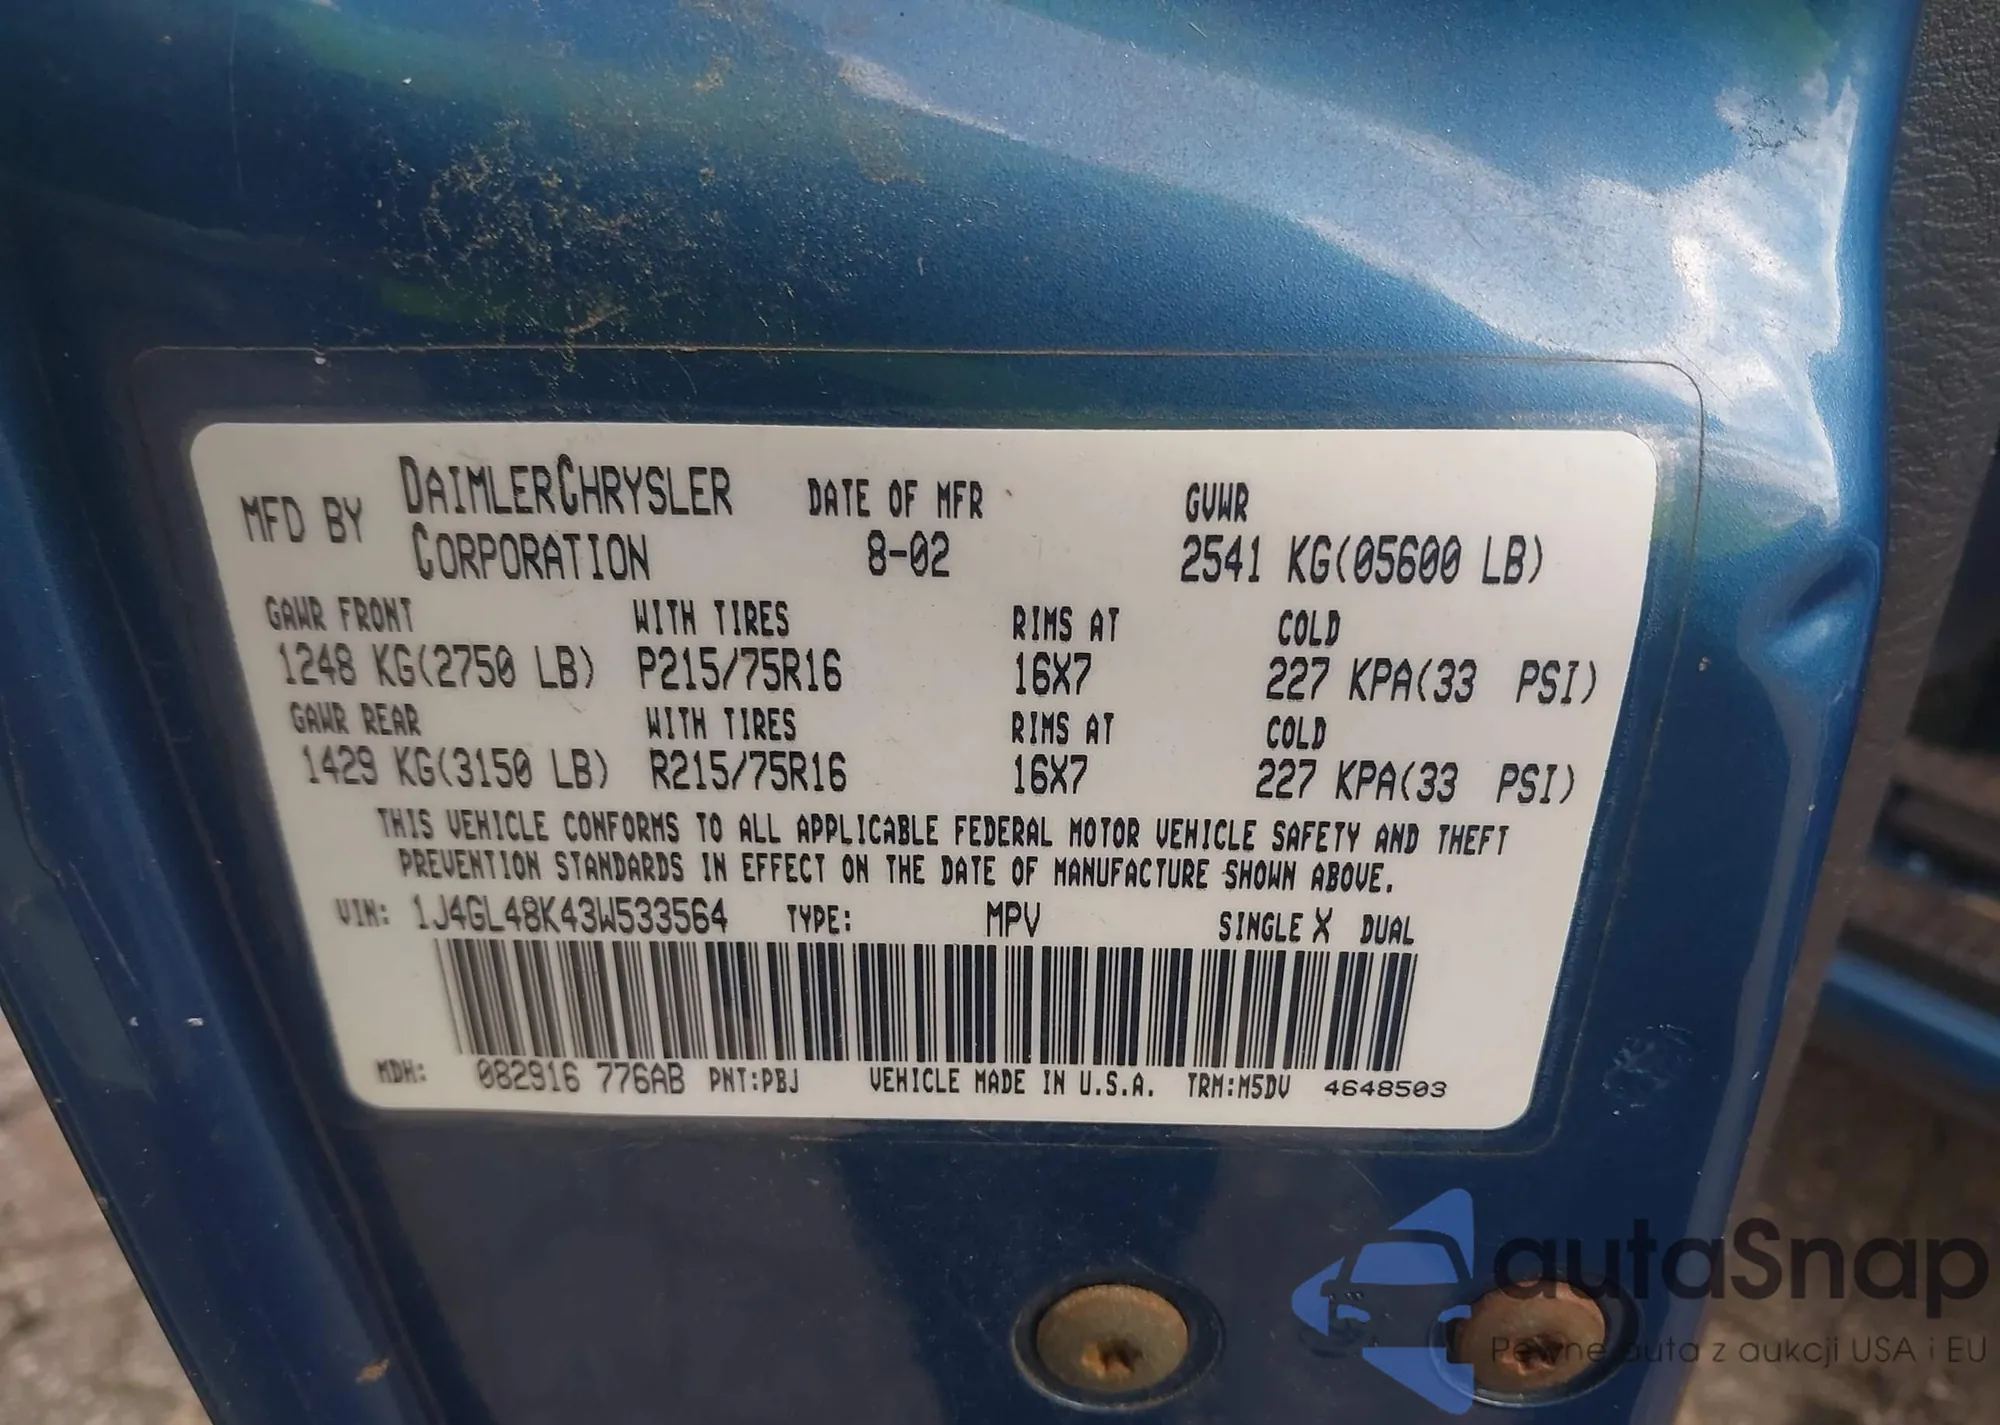 MFD BY DAIMLERCHRYSLER CORPORATION DATE OF MFR 8-02 GVWR 2541 KG(05600 LB)
GAWR FRONT WITH TIRES RIMS AT COLD
1248 KG(2750 LB) P215/75R16 16X7 227 KPA(33 PSI)
GAWR REAR WITH TIRES RIMS AT COLD
1429 KG(3150 LB) R215/75R16 16X7 227 KPA(33 PSI)
THIS VEHICLE CONFORMS TO ALL APPLICABLE FEDERAL MOTOR VEHICLE SAFETY AND THEFT
PREVENTION STANDARDS IN EFFECT ON THE DATE OF MANUFACTURE SHOWN ABOVE.
VIN: 1J4GL48K43W533564 TYPE: MPV SINGLE X DUAL
MDH: 082916 776AB PNT:PBJ VEHICLE MADE IN U.S.A. TRM:M5DV 4648503
autaSnap
Pewne auta z aukcji USA i EU